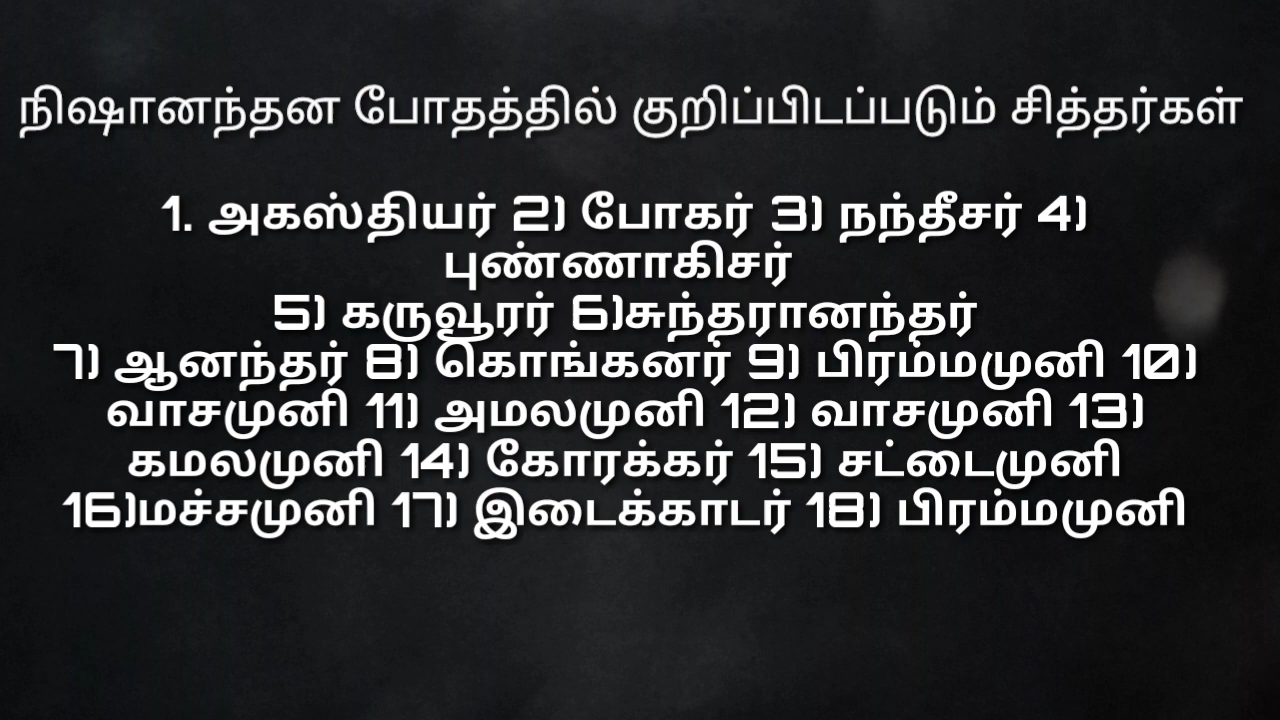 நிஷானந்தன போதத்தில் குறிப்பிடப்படும் சித்தர்கள்
1. அகஸ்தியர் 2) போகர் 3) நந்தீசர் 4)
புண்ணாகிசர்
5) கருவூரர் 6)சுந்தரானந்தர்
7) ஆனந்தர் 8) கொங்கனர் 9) பிரம்மமுனி 10)
வாசமுனி 11) அமலமுனி 12) வாசமுனி 13)
கமலமுனி 14) கோரக்கர் 15) சட்டைமுனி
16)மச்சமுனி 17) இடைக்காடர் 18) பிரம்மமுனி